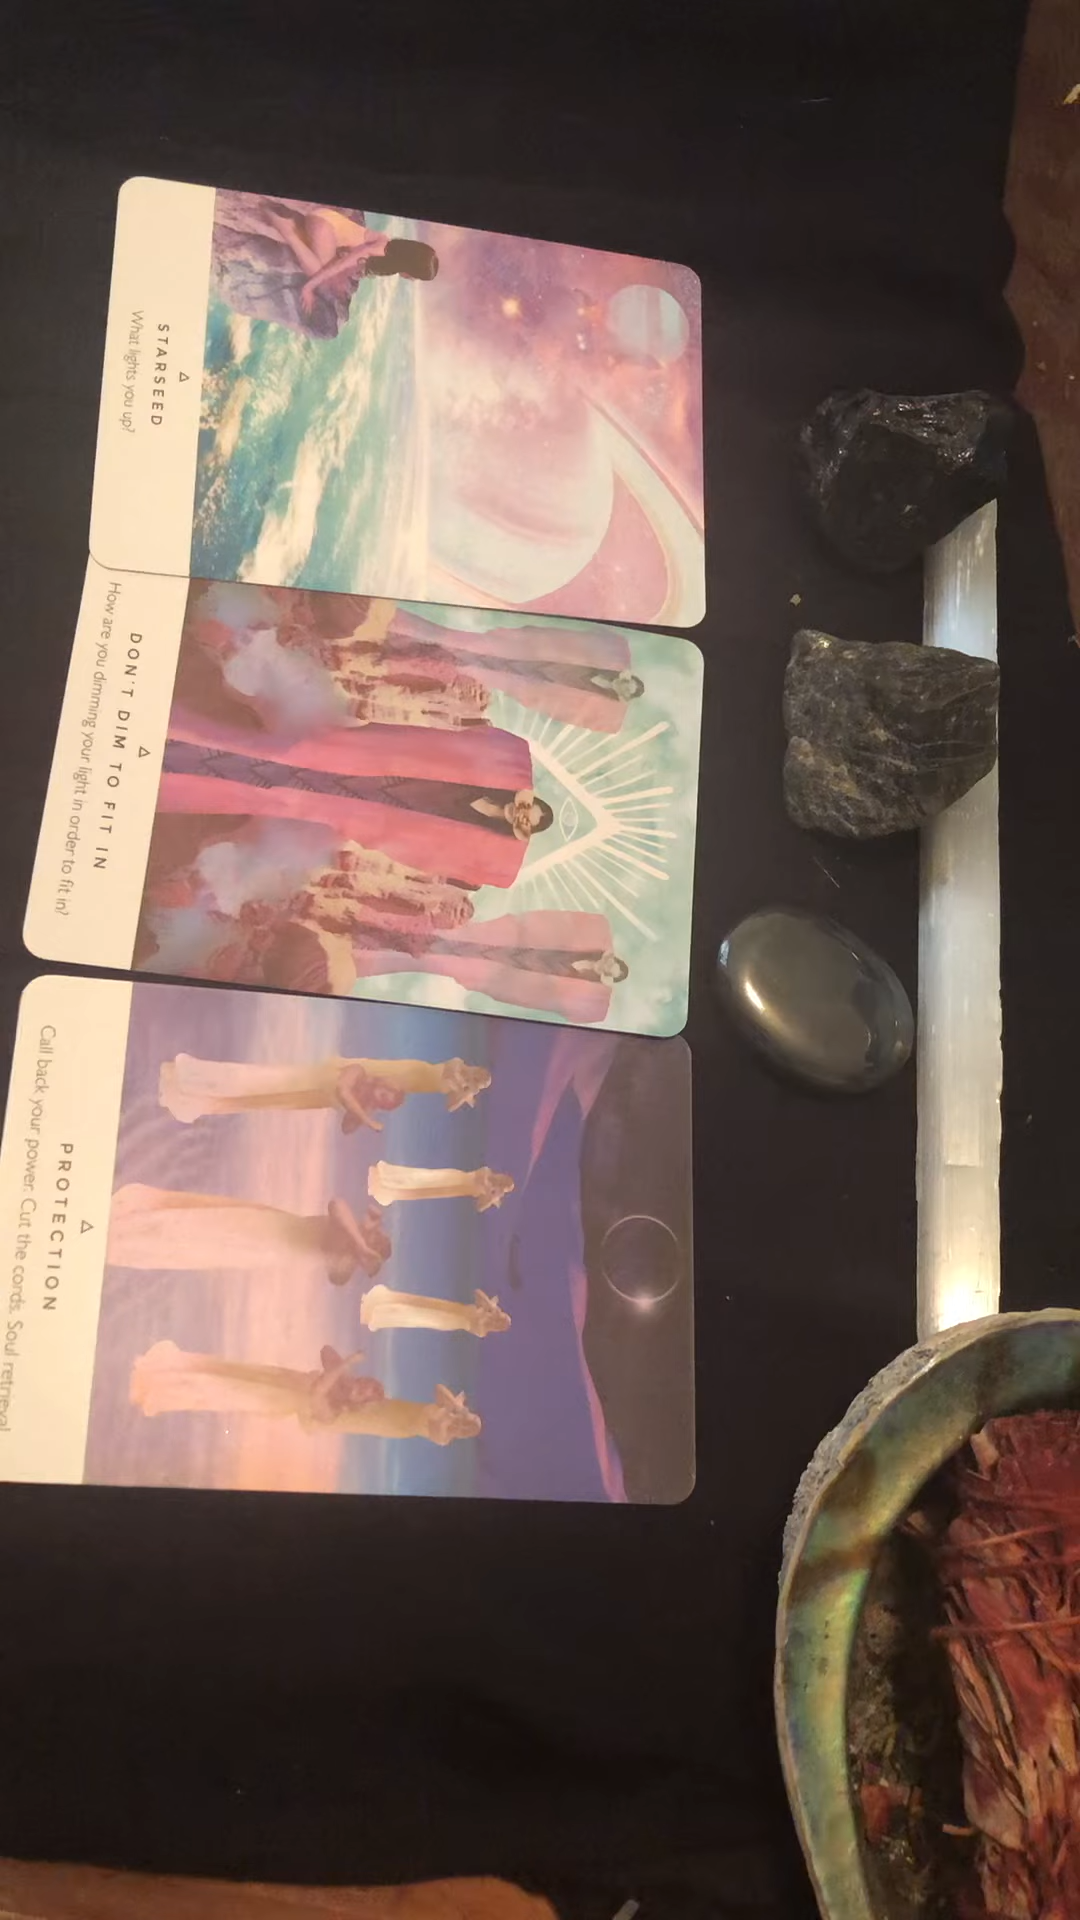 STARSEED
What lights you up?
DON'T DIM TO FIT IN
How are you dimming your light in order to fit in?
PROTECTION
Call back your power. Cut the cords. Soul retrieval